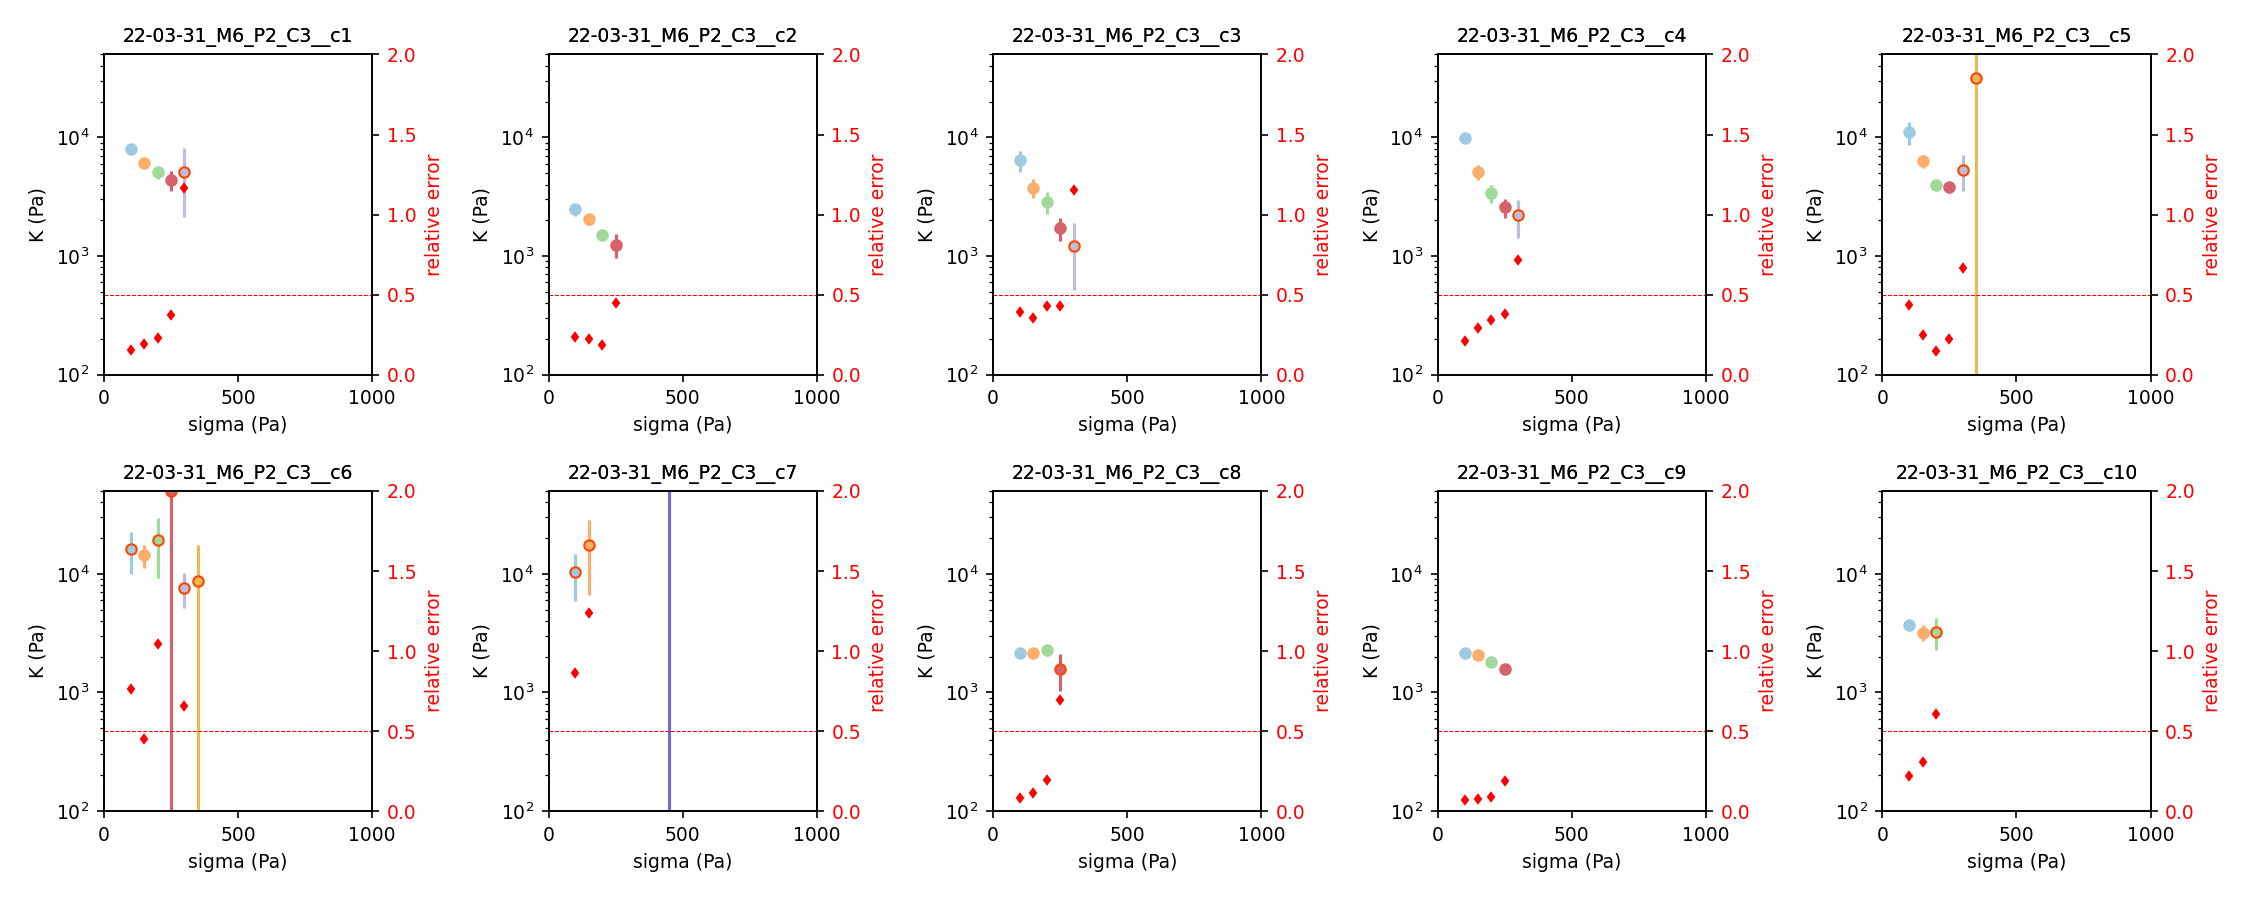 22-03-31_M6_P2_C3__c1
22-03-31_M6_P2_C3__c2
22-03-31_M6_P2_C3__c3
22-03-31_M6_P2_C3__c4
22-03-31_M6_P2_C3__c5
K (Pa)
10⁴
10³
10²
2.0
1.5
1.0
0.5
0.0
relative error
0 500 1000
sigma (Pa)
K (Pa)
10⁴
10³
10²
2.0
1.5
1.0
0.5
0.0
relative error
0 500 1000
sigma (Pa)
K (Pa)
10⁴
10³
10²
2.0
1.5
1.0
0.5
0.0
relative error
0 500 1000
sigma (Pa)
K (Pa)
10⁴
10³
10²
2.0
1.5
1.0
0.5
0.0
relative error
0 500 1000
sigma (Pa)
K (Pa)
10⁴
10³
10²
2.0
1.5
1.0
0.5
0.0
relative error
0 500 1000
sigma (Pa)
22-03-31_M6_P2_C3__c6
22-03-31_M6_P2_C3__c7
22-03-31_M6_P2_C3__c8
22-03-31_M6_P2_C3__c9
22-03-31_M6_P2_C3__c10
K (Pa)
10⁴
10³
10²
2.0
1.5
1.0
0.5
0.0
relative error
0 500 1000
sigma (Pa)
K (Pa)
10⁴
10³
10²
2.0
1.5
1.0
0.5
0.0
relative error
0 500 1000
sigma (Pa)
K (Pa)
10⁴
10³
10²
2.0
1.5
1.0
0.5
0.0
relative error
0 500 1000
sigma (Pa)
K (Pa)
10⁴
10³
10²
2.0
1.5
1.0
0.5
0.0
relative error
0 500 1000
sigma (Pa)
K (Pa)
10⁴
10³
10²
2.0
1.5
1.0
0.5
0.0
relative error
0 500 1000
sigma (Pa)